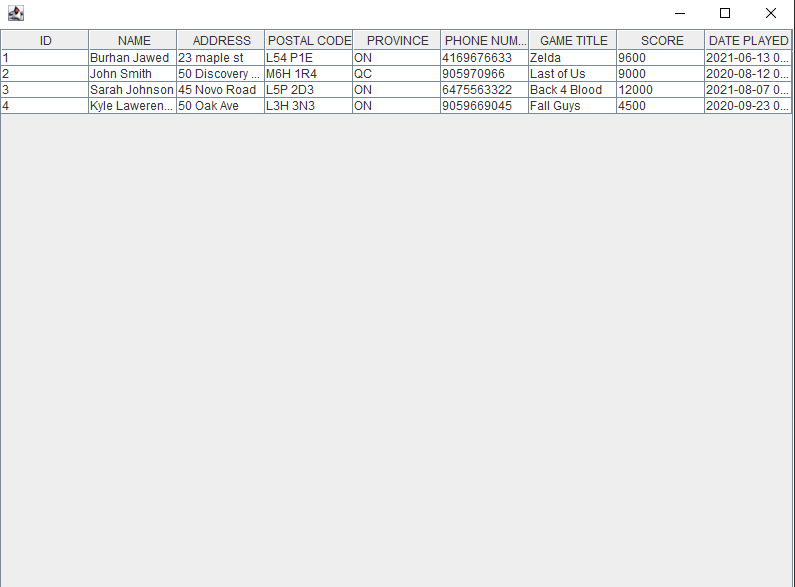 ID NAME ADDRESS POSTAL CODE PROVINCE PHONE NUM... GAME TITLE SCORE DATE PLAYED
1 Burhan Jawed 23 maple st L54 P1E ON 4169676633 Zelda 9600 2021-06-13 0...
2 John Smith 50 Discovery ... M6H 1R4 QC 905970966 Last of Us 9000 2020-08-12 0...
3 Sarah Johnson 45 Novo Road L5P 2D3 ON 6475563322 Back 4 Blood 12000 2021-08-07 0...
4 Kyle Laweren... 50 Oak Ave L3H 3N3 ON 9059669045 Fall Guys 4500 2020-09-23 0...